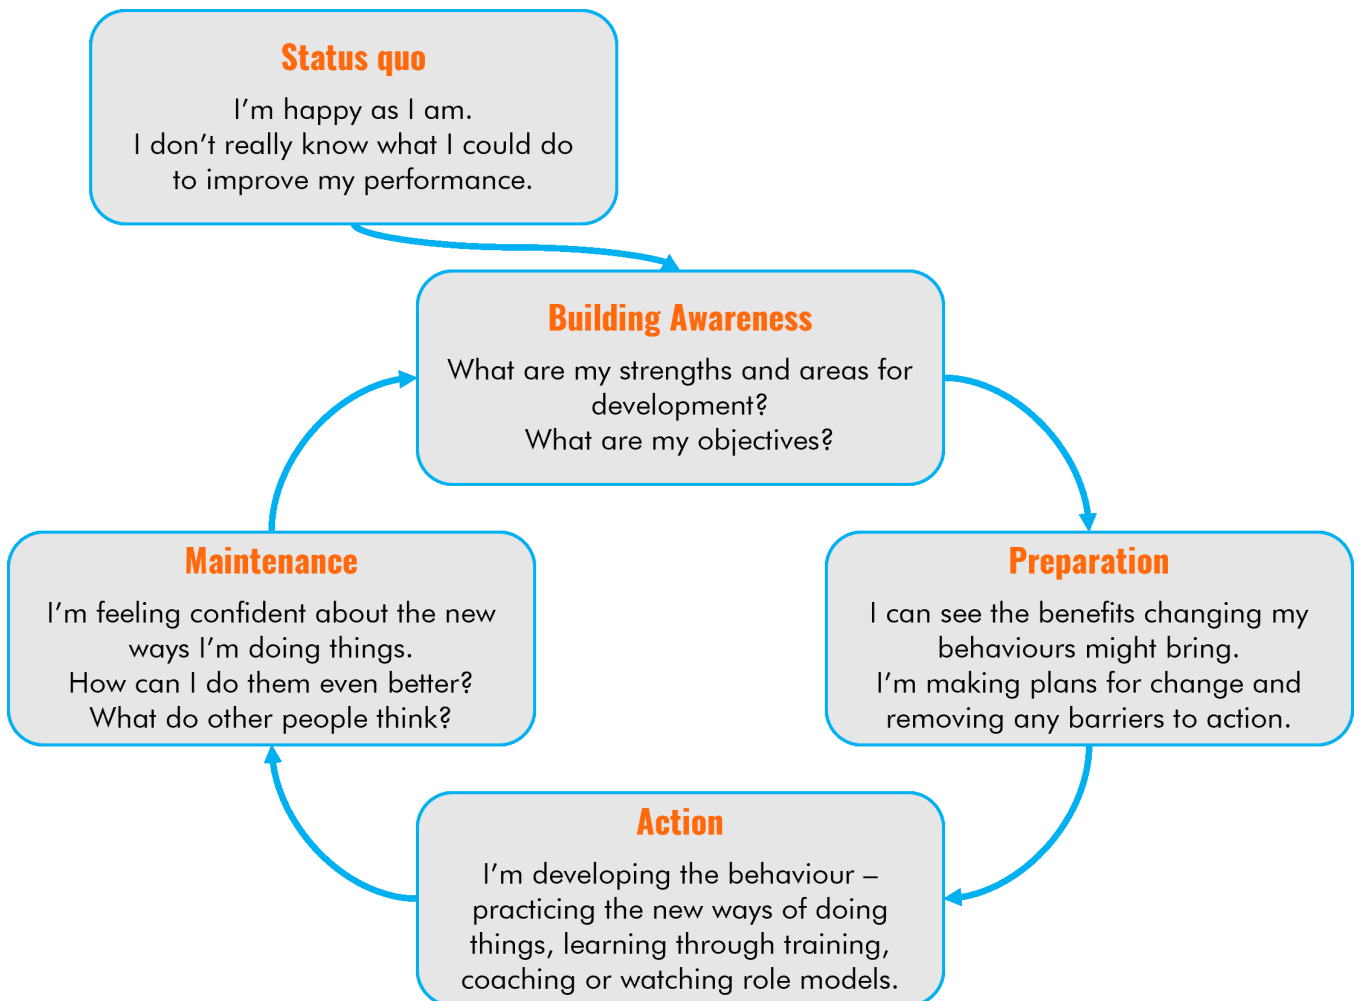 Status quo
I'm happy as I am.
I don't really know what I could do
to improve my performance.
Building Awareness
What are my strengths and areas for
development?
What are my objectives?
Maintenance
I'm feeling confident about the new
ways I'm doing things.
How can I do them even better?
What do other people think?
Preparation
I can see the benefits changing my
behaviours might bring.
I'm making plans for change and
removing any barriers to action.
Action
I'm developing the behaviour –
practicing the new ways of doing
things, learning through training,
coaching or watching role models.